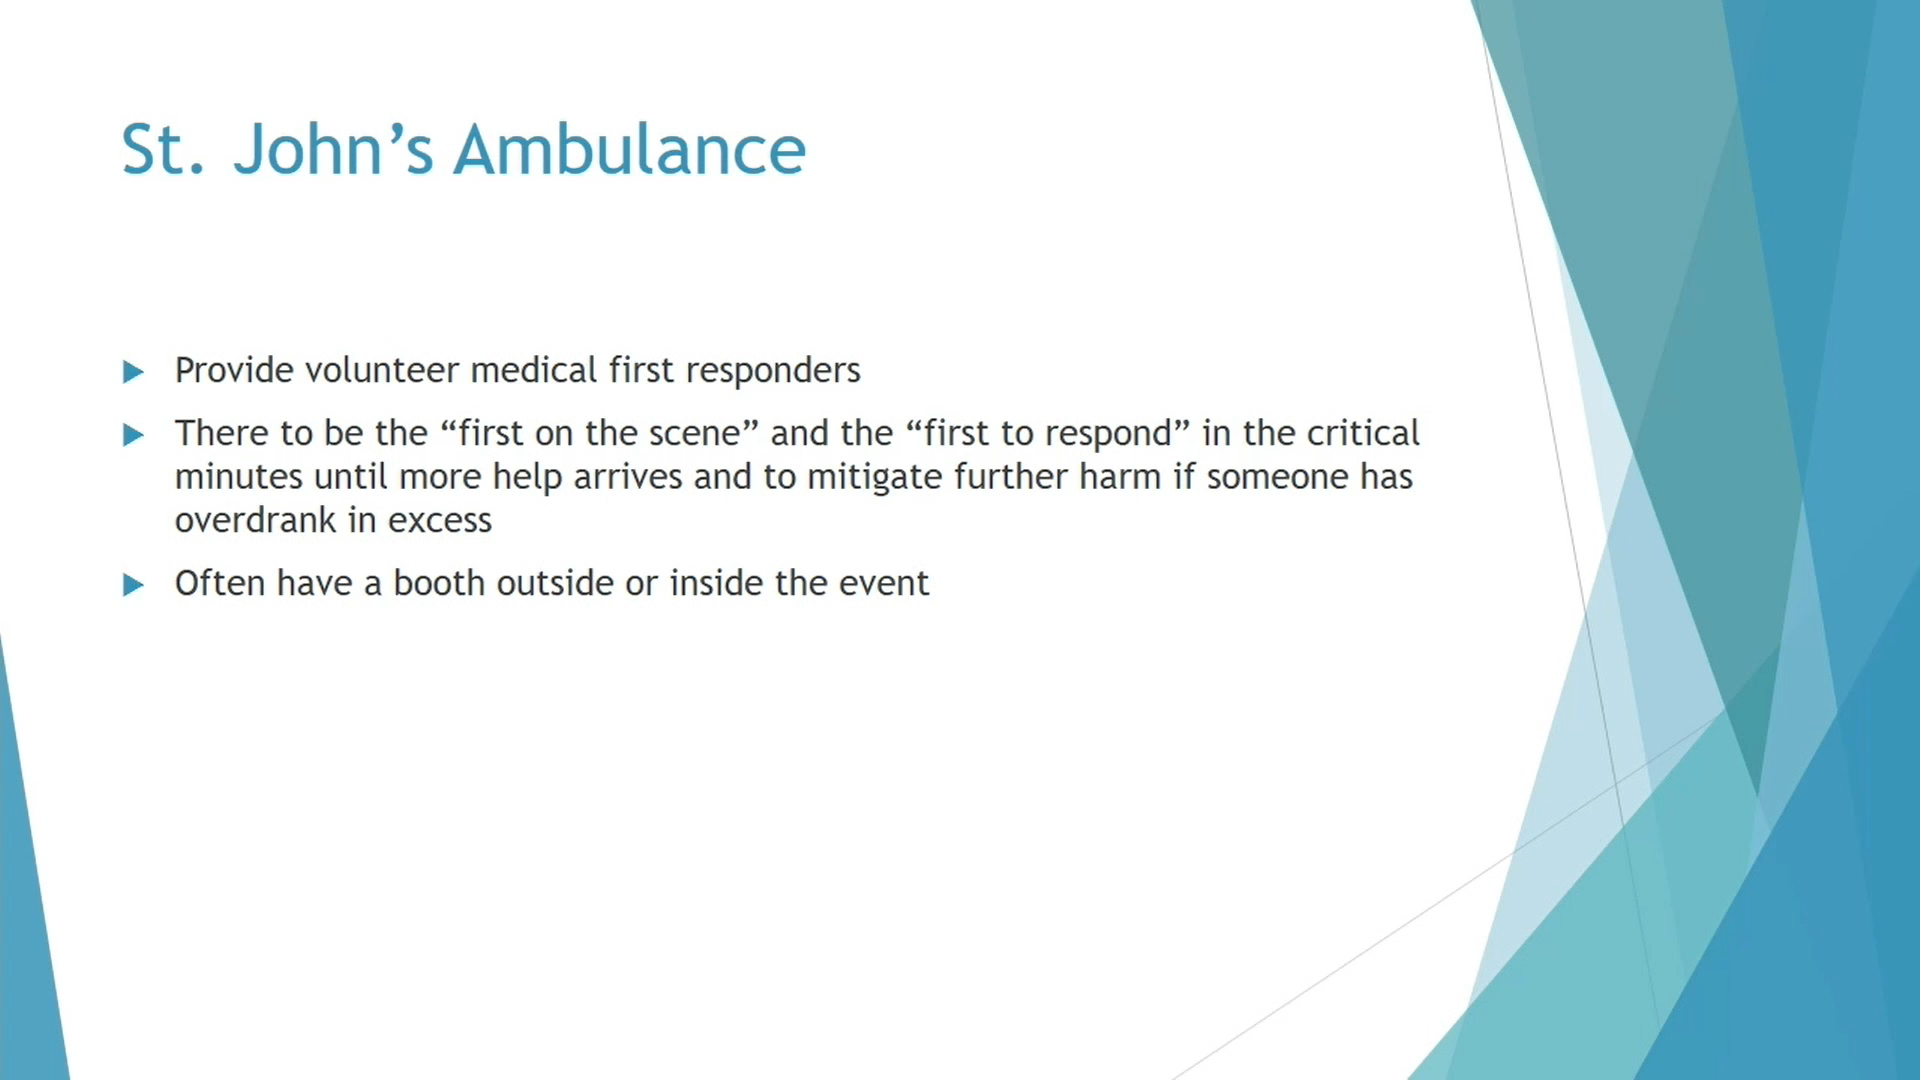 St. John’s Ambulance
Provide volunteer medical first responders
There to be the “first on the scene” and the “first to respond” in the critical
minutes until more help arrives and to mitigate further harm if someone has
overdrank in excess
Often have a booth outside or inside the event